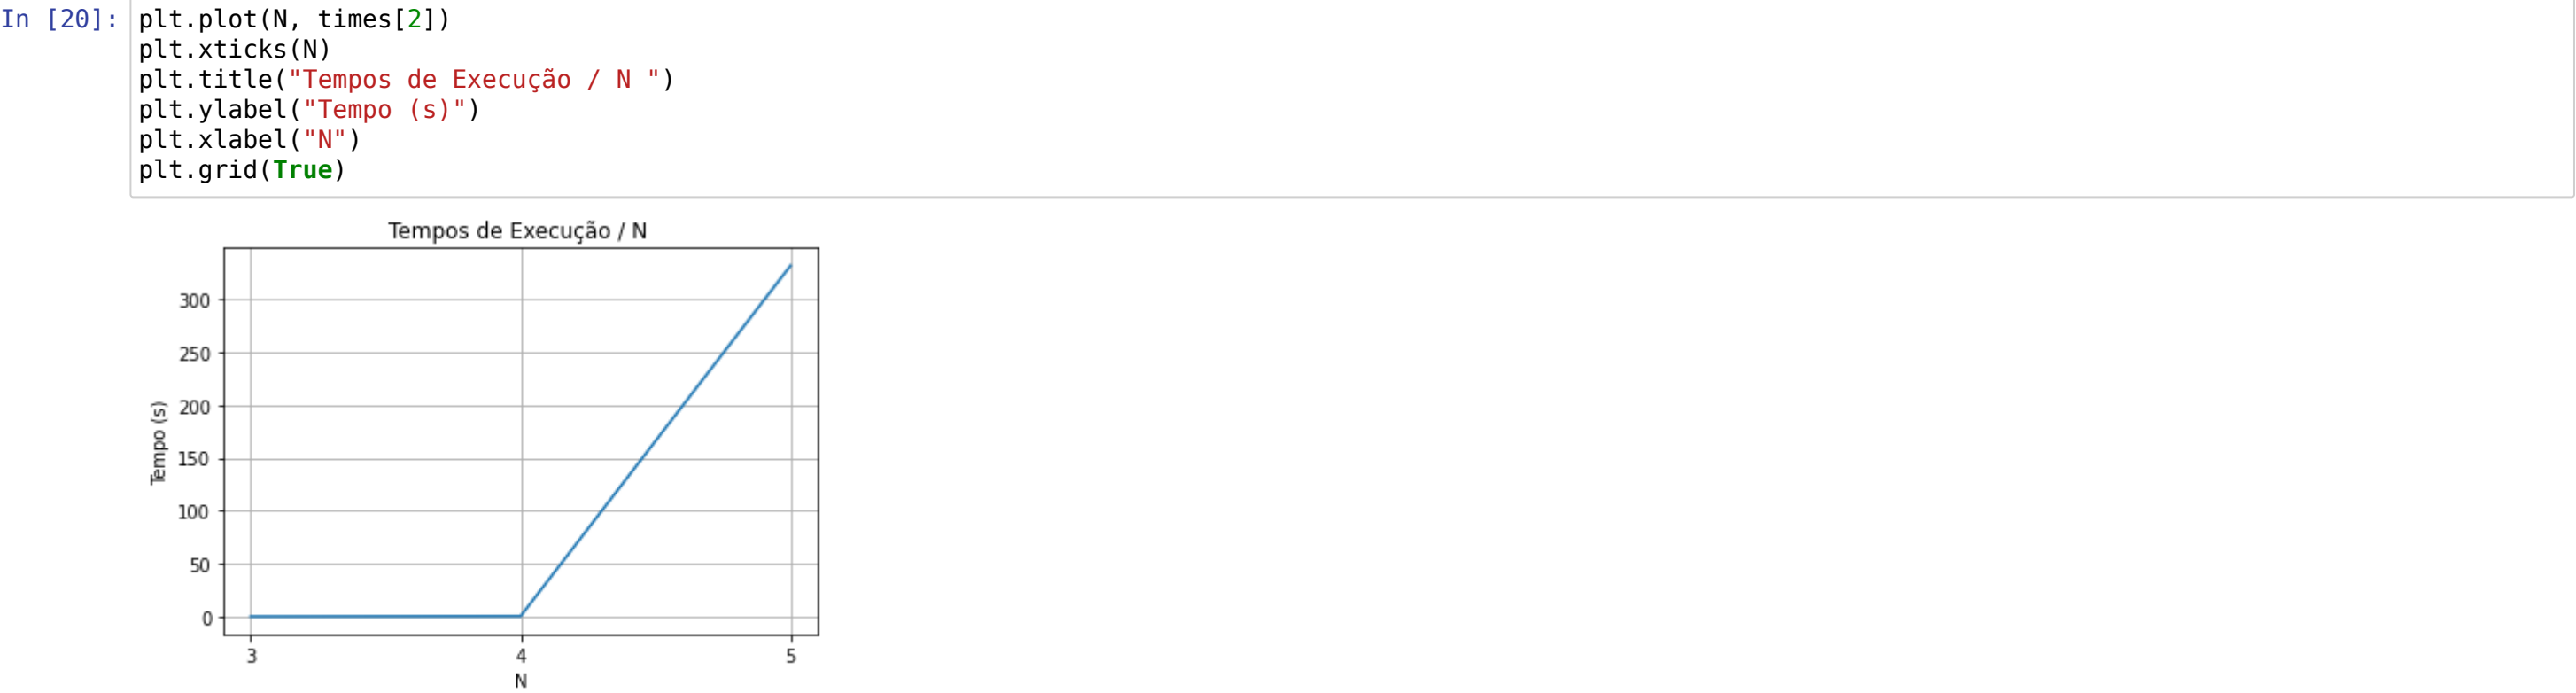 In [20]: plt.plot(N, times[2])
plt.xticks(N)
plt.title("Tempos de Execução / N ")
plt.ylabel("Tempo (s)")
plt.xlabel("N")
plt.grid(True)
Tempos de Execução / N
300
250
200
150
100
50
0
Tempo (s)
3 4 5
N